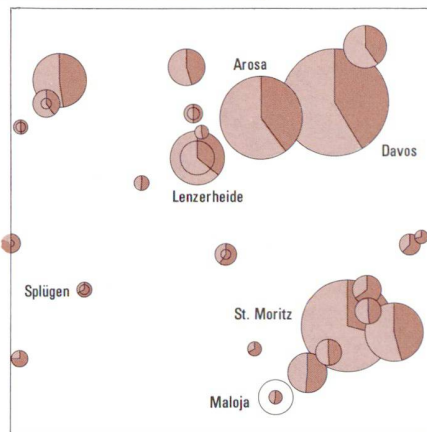 Arosa
Davos
Lenzerheide
Splügen
St. Moritz
Maloja